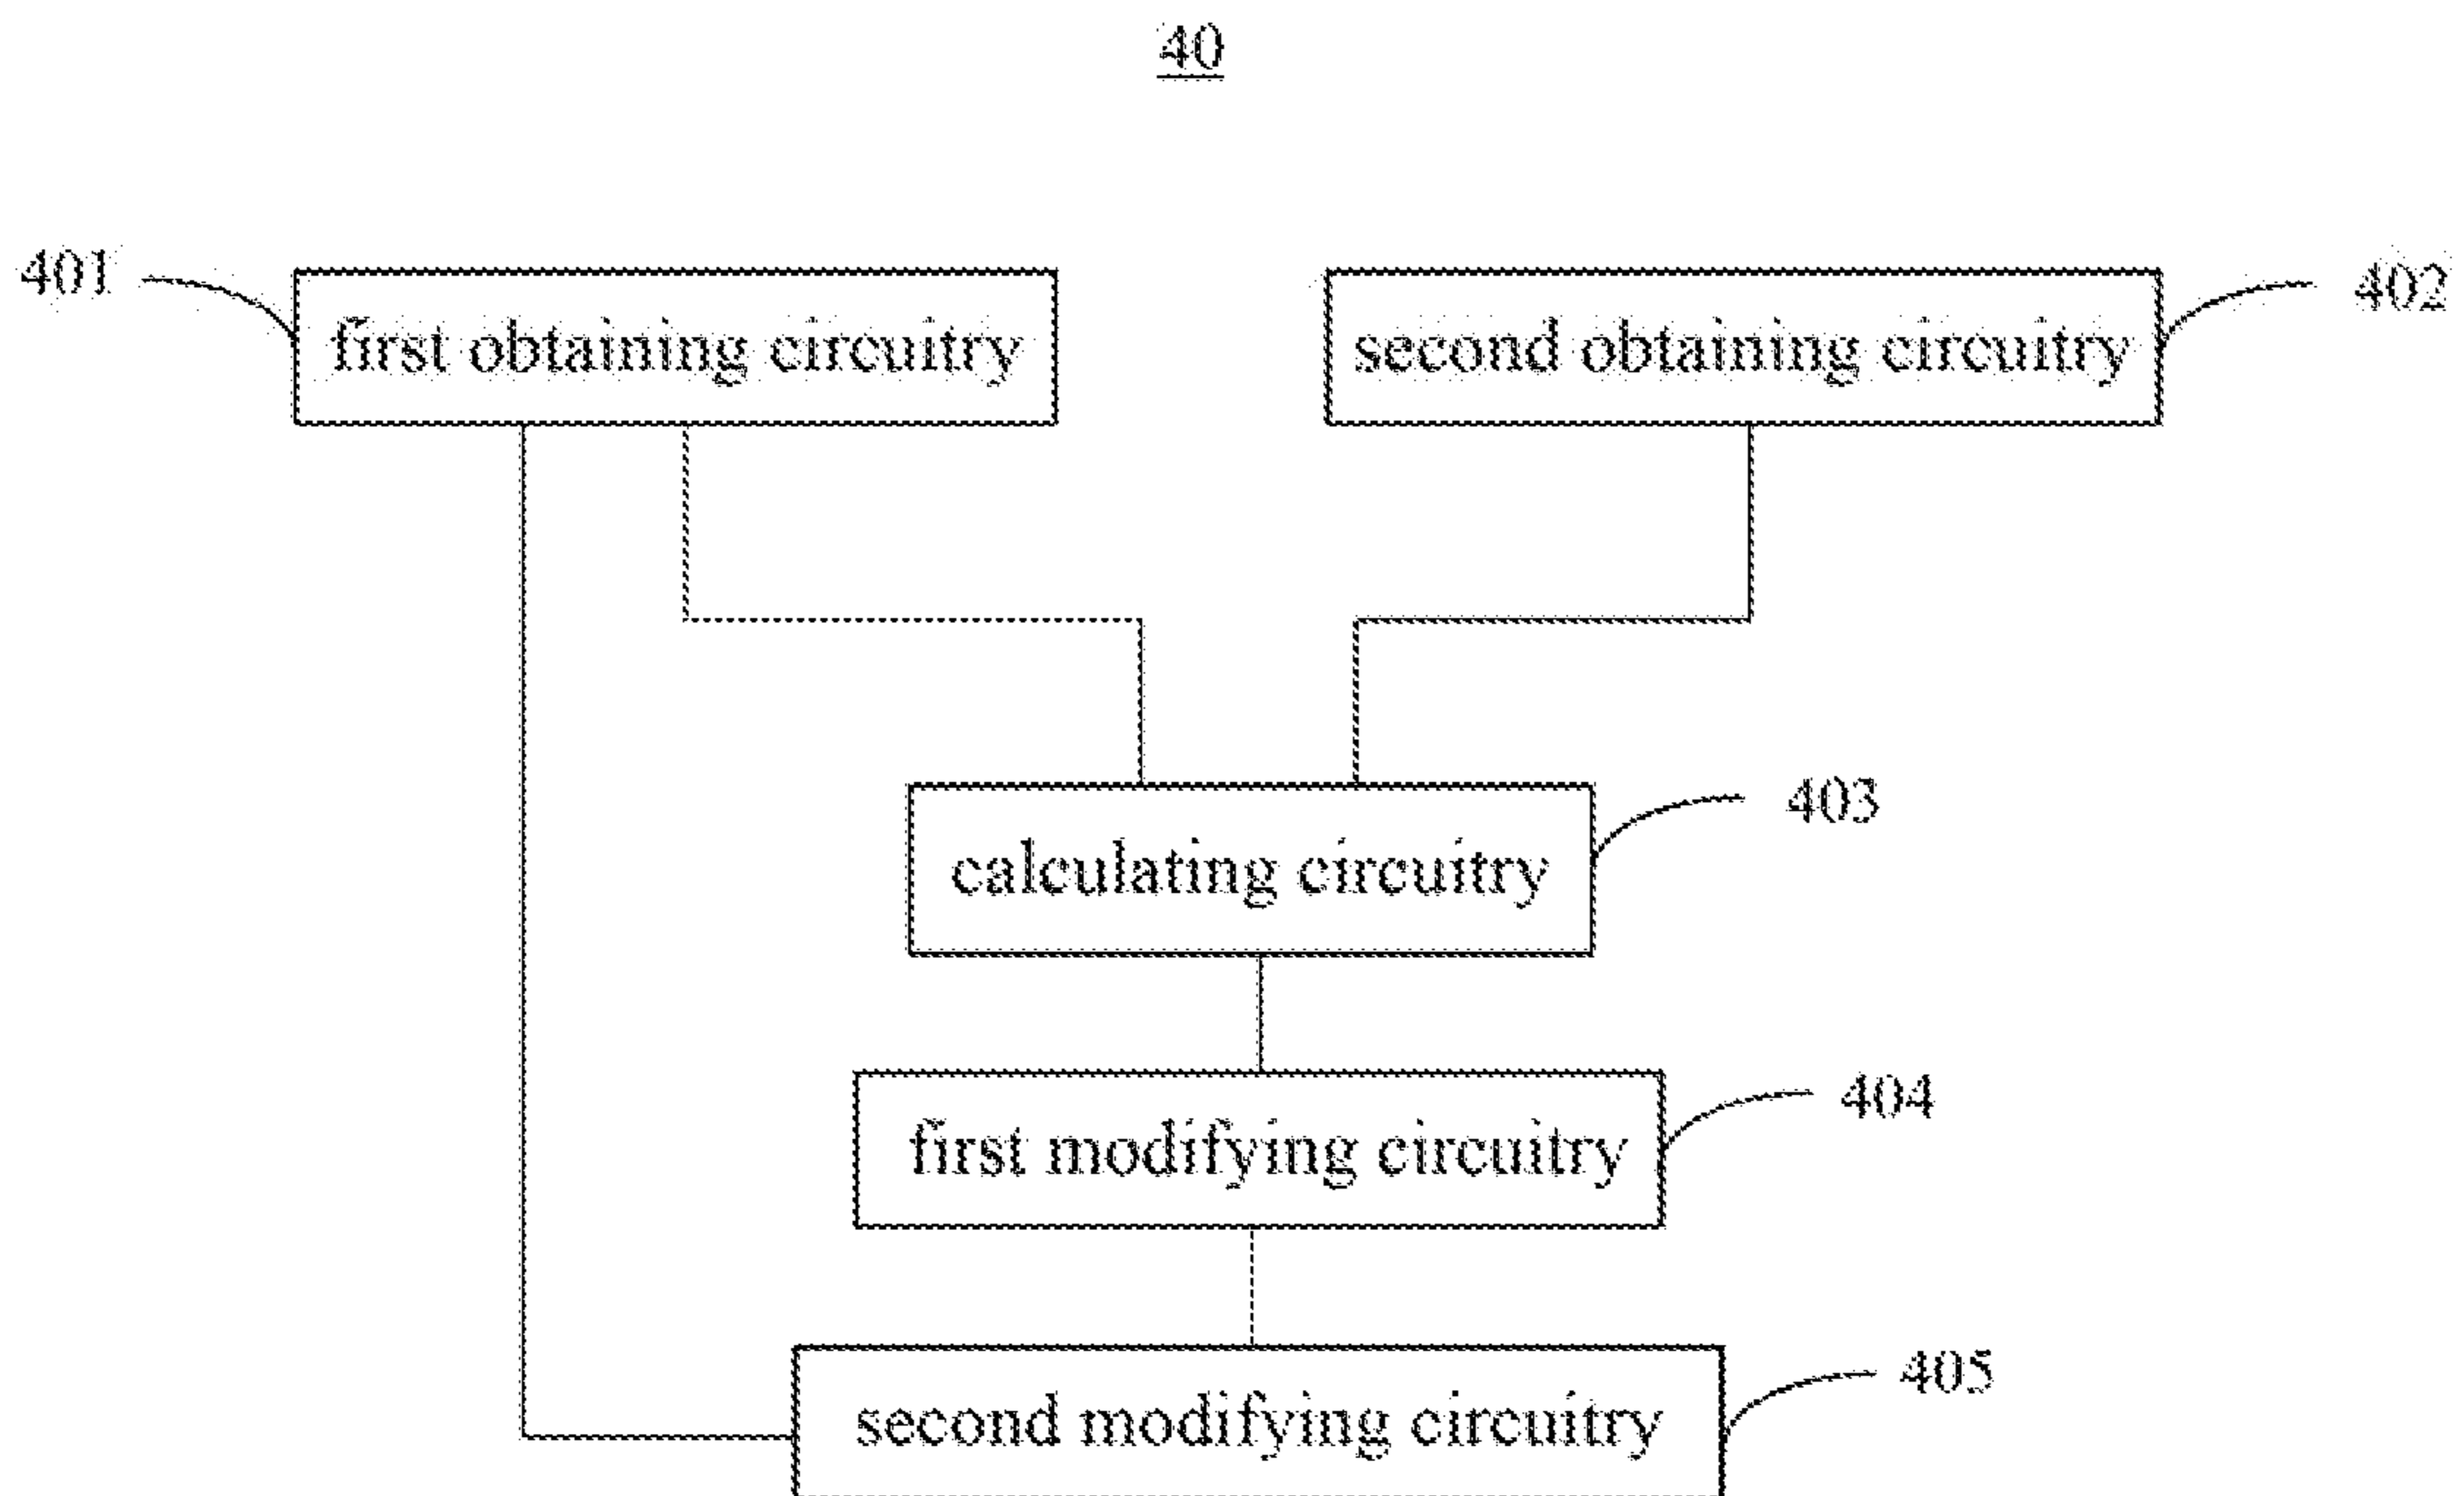 40
401
first obtaining circuitry
second obtaining circuitry
402
calculating circuitry
403
first modifying circuitry
404
second modifying circuitry
405